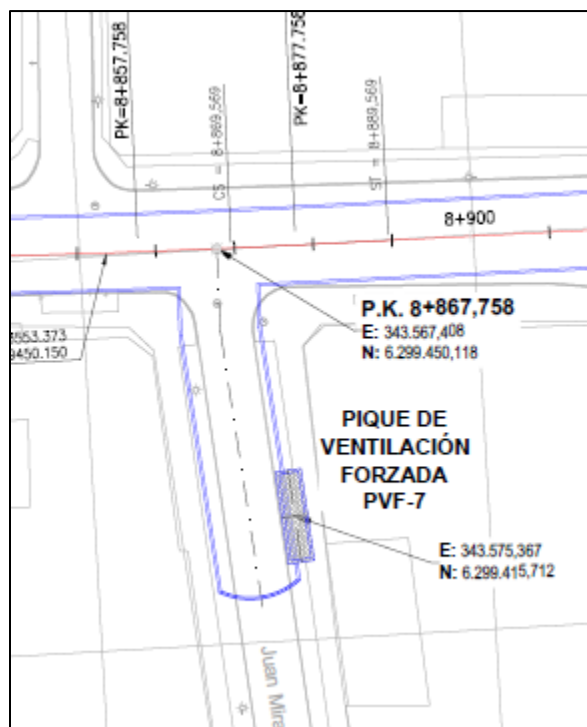 PK=8+857.758
CS = 8+869,569
PK=8+877.758
ST = 8+889,569
8+900
P.K. 8+867,758
E: 343.567,408
N: 6.299.450,118
3553.373
9450.150
PIQUE DE
VENTILACIÓN
FORZADA
PVF-7
E: 343.575,367
N: 6.299.415,712
Juan Mira